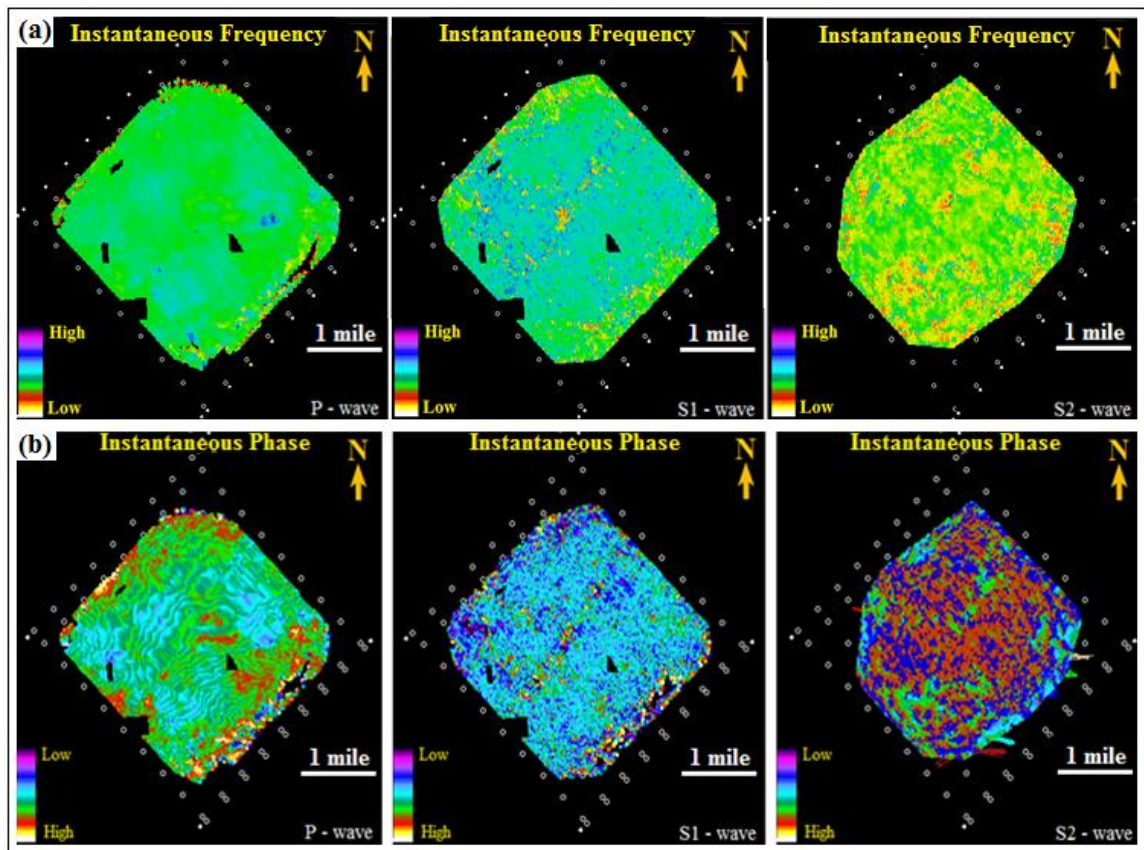 (a)
Instantaneous Frequency
N
High
Low
1 mile
P - wave
Instantaneous Frequency
N
High
Low
1 mile
S1 - wave
Instantaneous Frequency
N
High
Low
1 mile
S2 - wave
(b)
Instantaneous Phase
N
Low
High
1 mile
P - wave
Instantaneous Phase
N
Low
High
1 mile
S1 - wave
Instantaneous Phase
N
Low
High
1 mile
S2 - wave